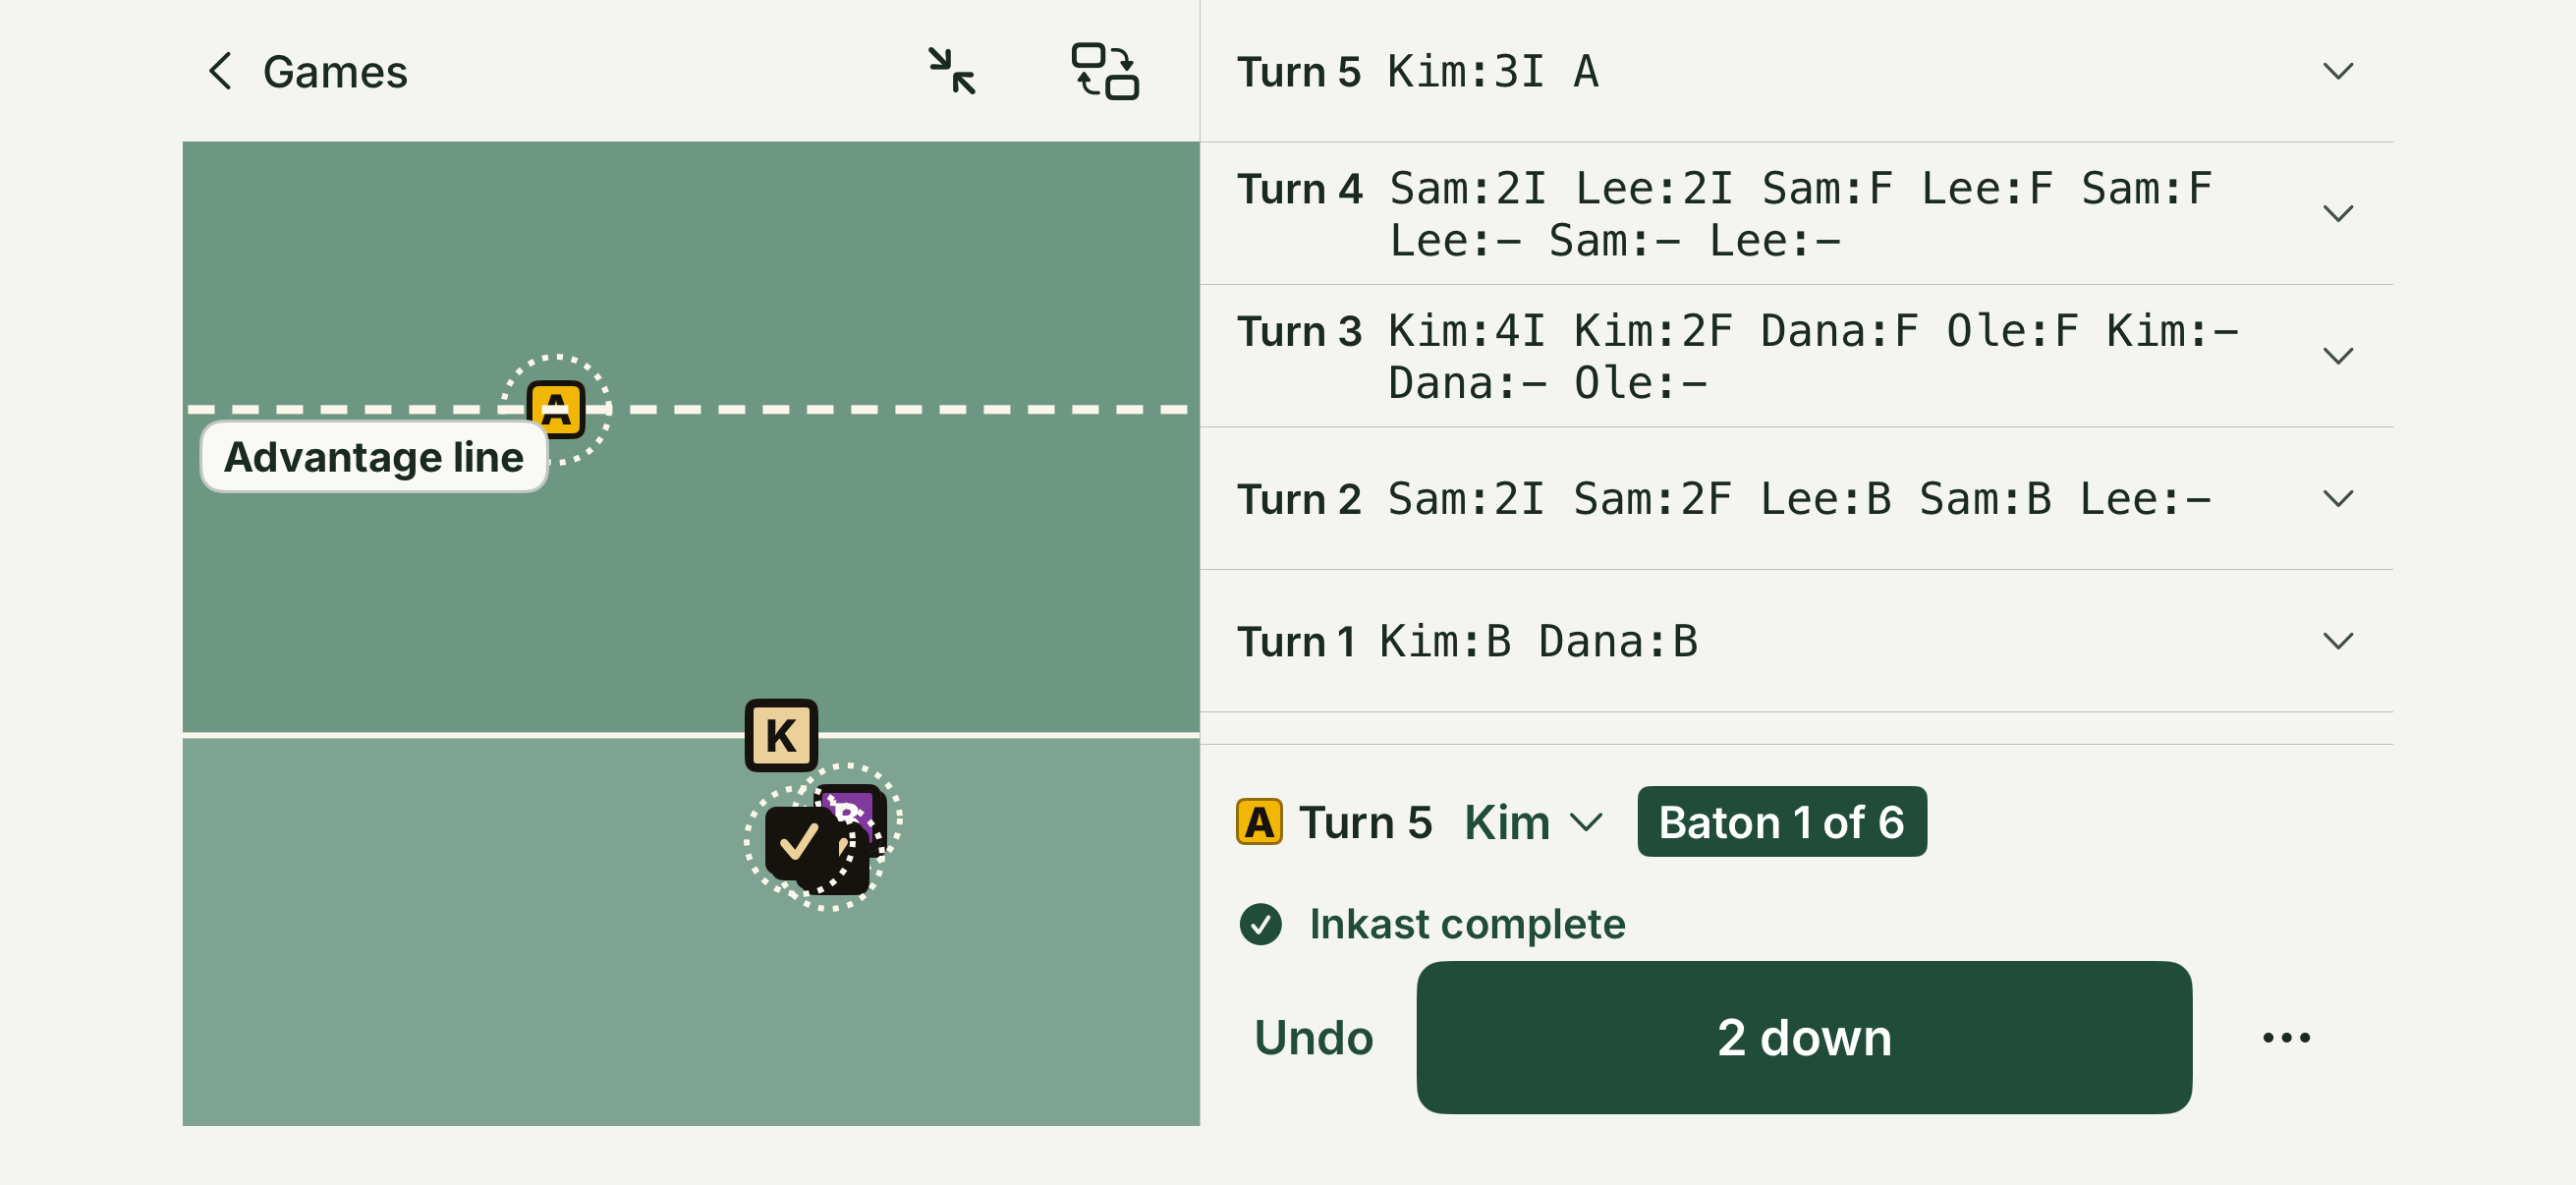 Games
A
Advantage line
K
Turn 5 Kim:3I A
Turn 4 Sam:2I Lee:2I Sam:F Lee:F Sam:F
Lee:– Sam:– Lee:–
Turn 3 Kim:4I Kim:2F Dana:F Ole:F Kim:–
Dana:– Ole:–
Turn 2 Sam:2I Sam:2F Lee:B Sam:B Lee:–
Turn 1 Kim:B Dana:B
A Turn 5 Kim Baton 1 of 6
Inkast complete
Undo 2 down